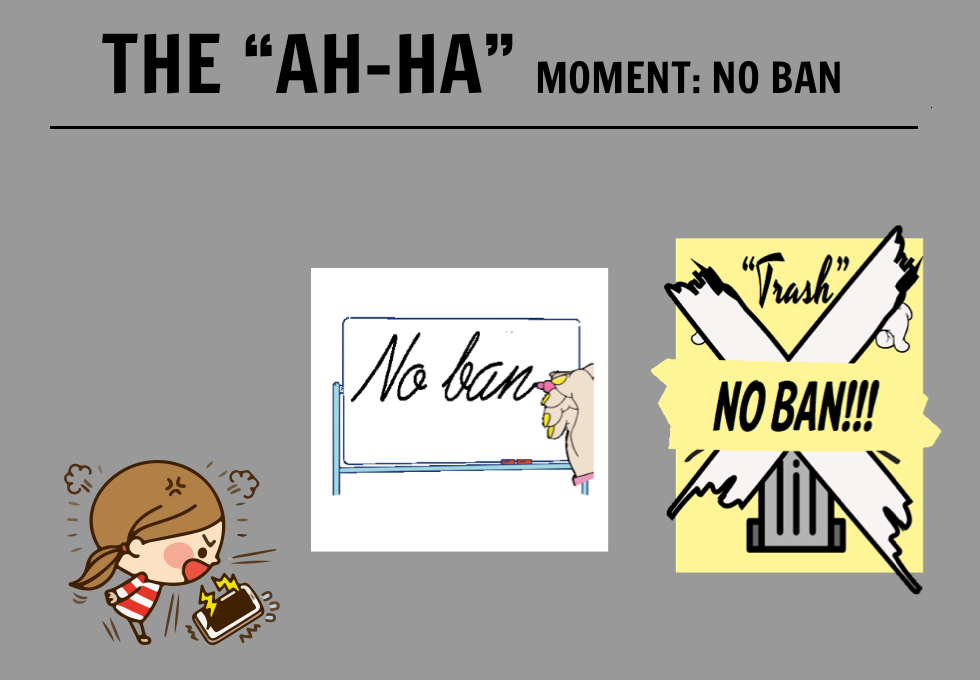 THE “AH-HA” MOMENT: NO BAN
No ban
“Trash”
NO BAN!!!